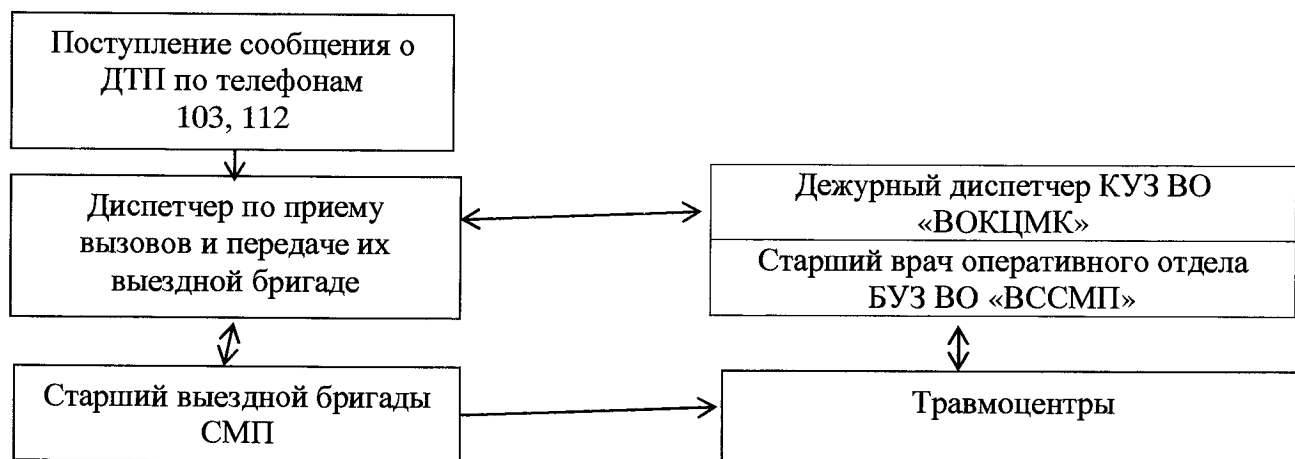 Поступление сообщения о
ДТП по телефонам
103, 112
Диспетчер по приему
вызовов и передаче их
выездной бригаде
Дежурный диспетчер КУЗ ВО
«ВОКЦМК»
Старший врач оперативного отдела
БУЗ ВО «ВССМП»
Старший выездной бригады
СМП
Травмоцентры